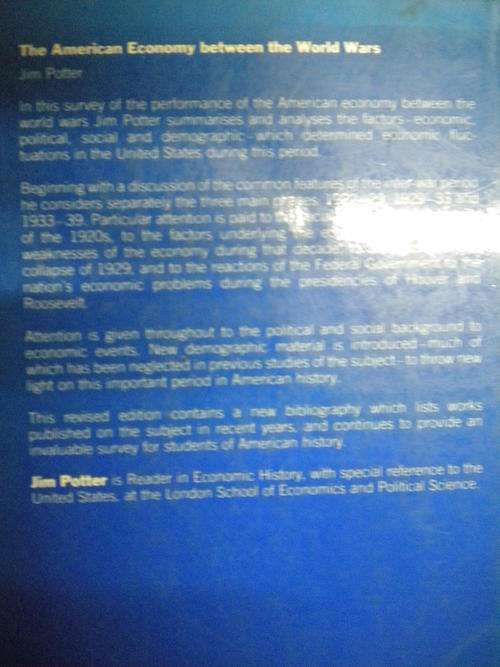 The American Economy between the World Wars
Jim Potter
In this survey of the performance of the American economy between the
world wars Jim Potter summarises and analyses the factors–economic,
political, social and demographic–which determined economic fluc-
tuations in the United States during this period.
Beginning with a discussion of the common features of the inter-war period
he considers separately the three main phases, 33 and
1933–39. Particular attention is paid to the
of the 1920s, to the factors underlying
weaknesses of the economy during that decade
collapse of 1929, and to the reactions of the Federal Government
nation's economic problems during the presidencies of Hoover and
Roosevelt.
Attention is given throughout to the political and social background to
economic events. New demographic material is introduced–much of
which has been neglected in previous studies of the subject–to throw new
light on this important period in American history.
This revised edition contains a new bibliography which lists works
published on the subject in recent years, and continues to provide an
invaluable survey for students of American history.
Jim Potter is Reader in Economic History, with special reference to the
United States, at the London School of Economics and Political Science.